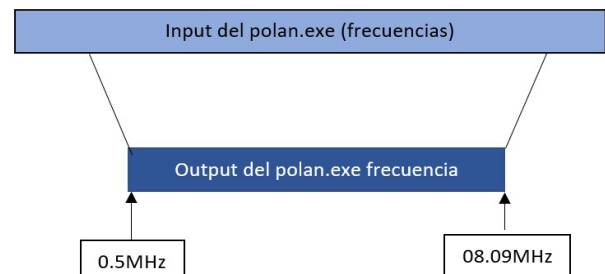 Input del polan.exe (frecuencias)
Output del polan.exe frecuencia
0.5MHz
08.09MHz